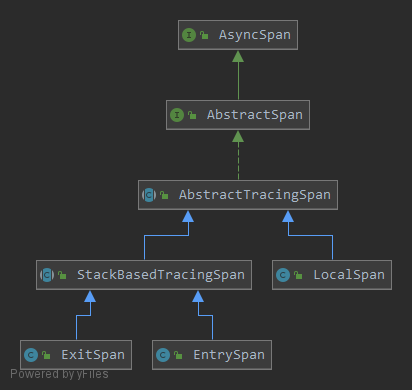 I AsyncSpan
I AbstractSpan
C AbstractTracingSpan
C StackBasedTracingSpan
C LocalSpan
C ExitSpan
C EntrySpan
Powered by yFiles